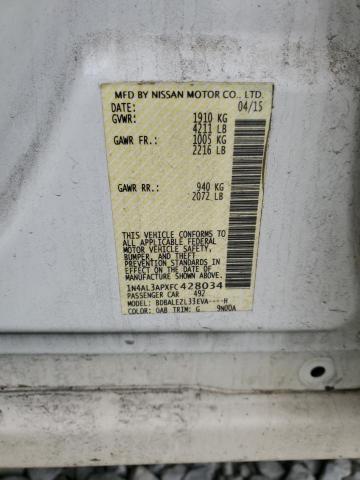 MFD BY NISSAN MOTOR CO., LTD.
DATE: 04/15
GVWR: 1910 KG
4211 LB
GAWR FR: 1005 KG
2216 LB
GAWR RR: 940 KG
2072 LB
THIS VEHICLE CONFORMS TO ALL
APPLICABLE U.S. FEDERAL
MOTOR VEHICLE SAFETY,
BUMPER, AND THEFT
PREVENTION STANDARDS IN
EFFECT ON THE DATE OF
MANUFACTURE SHOWN ABOVE.
1N4AL3APXFC428034
PASSENGER CAR 492
MODEL: BDBALEZL33EVA----H
COLOR: QAB TRIM: G 9N00A